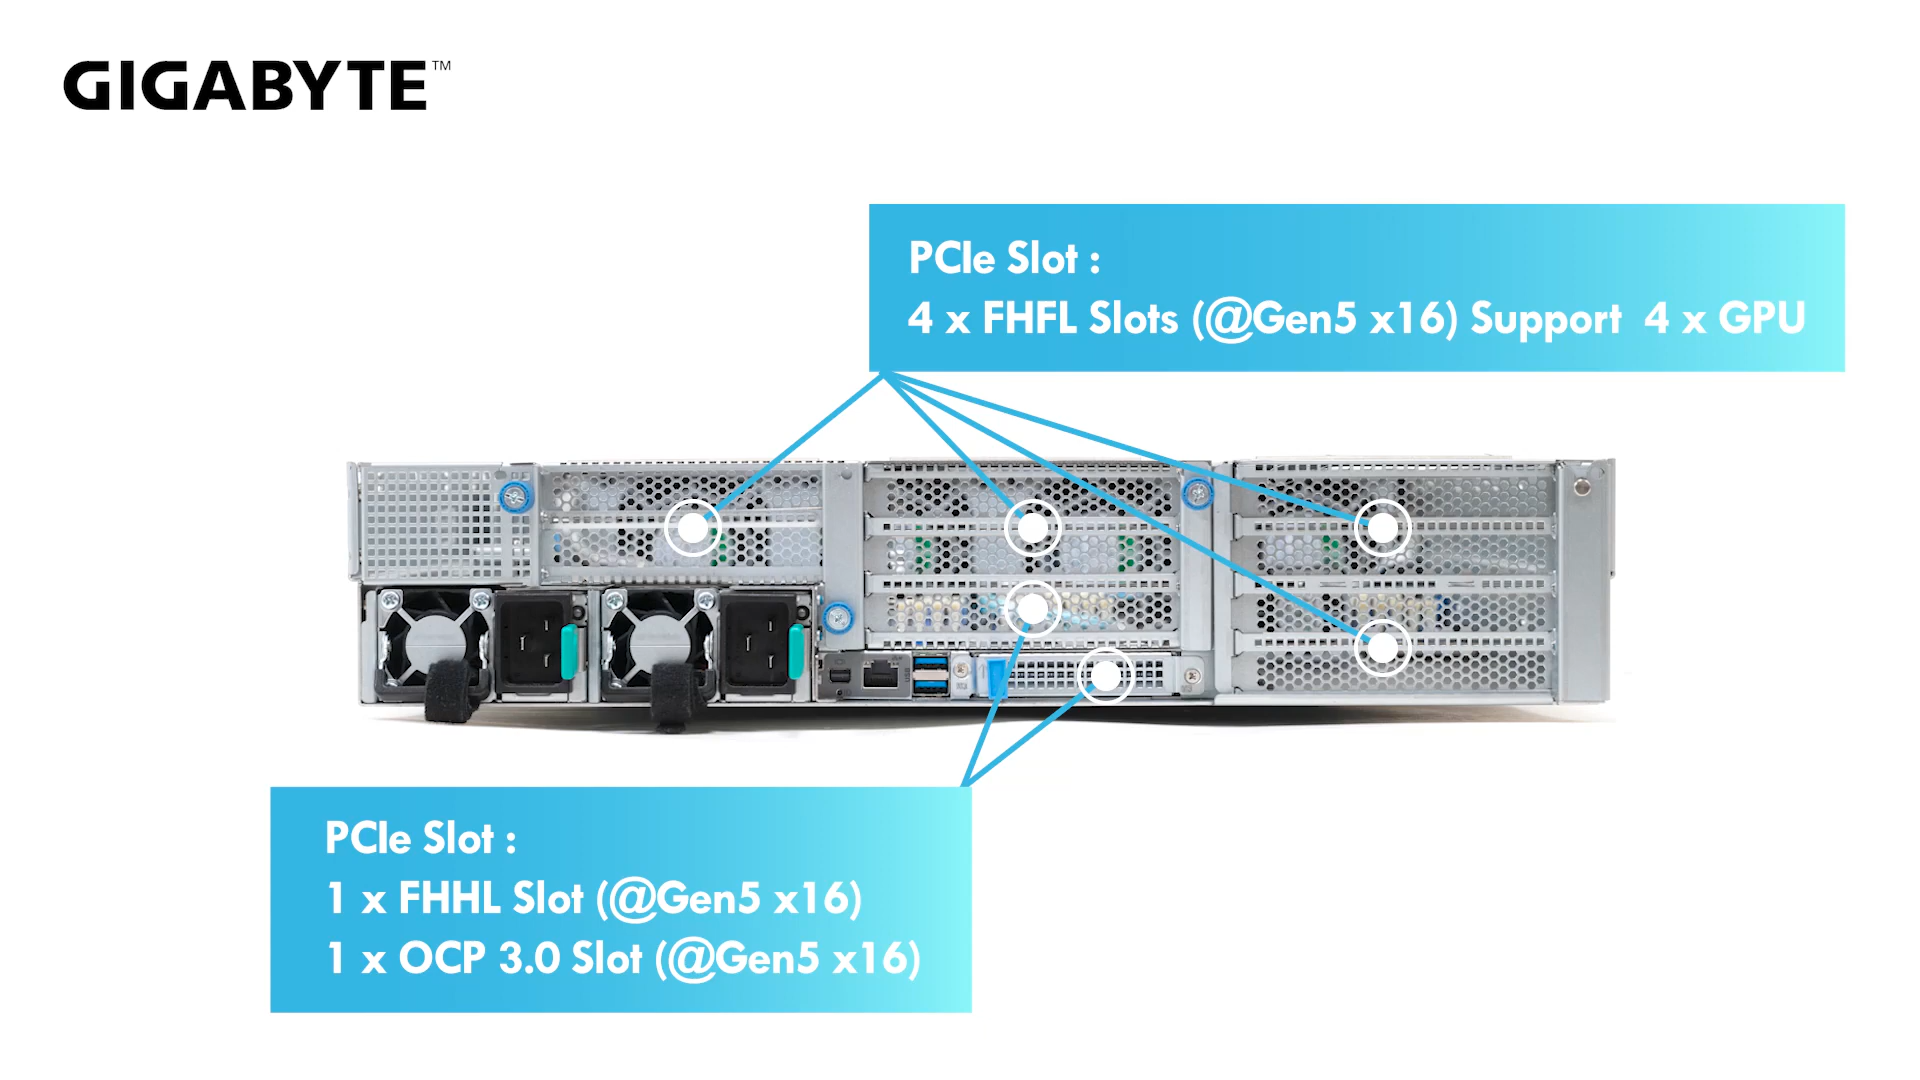 GIGABYTE™
PCIe Slot :
4 x FHFL Slots (@Gen5 x16) Support 4 x GPU
PCIe Slot :
1 x FHHL Slot (@Gen5 x16)
1 x OCP 3.0 Slot (@Gen5 x16)